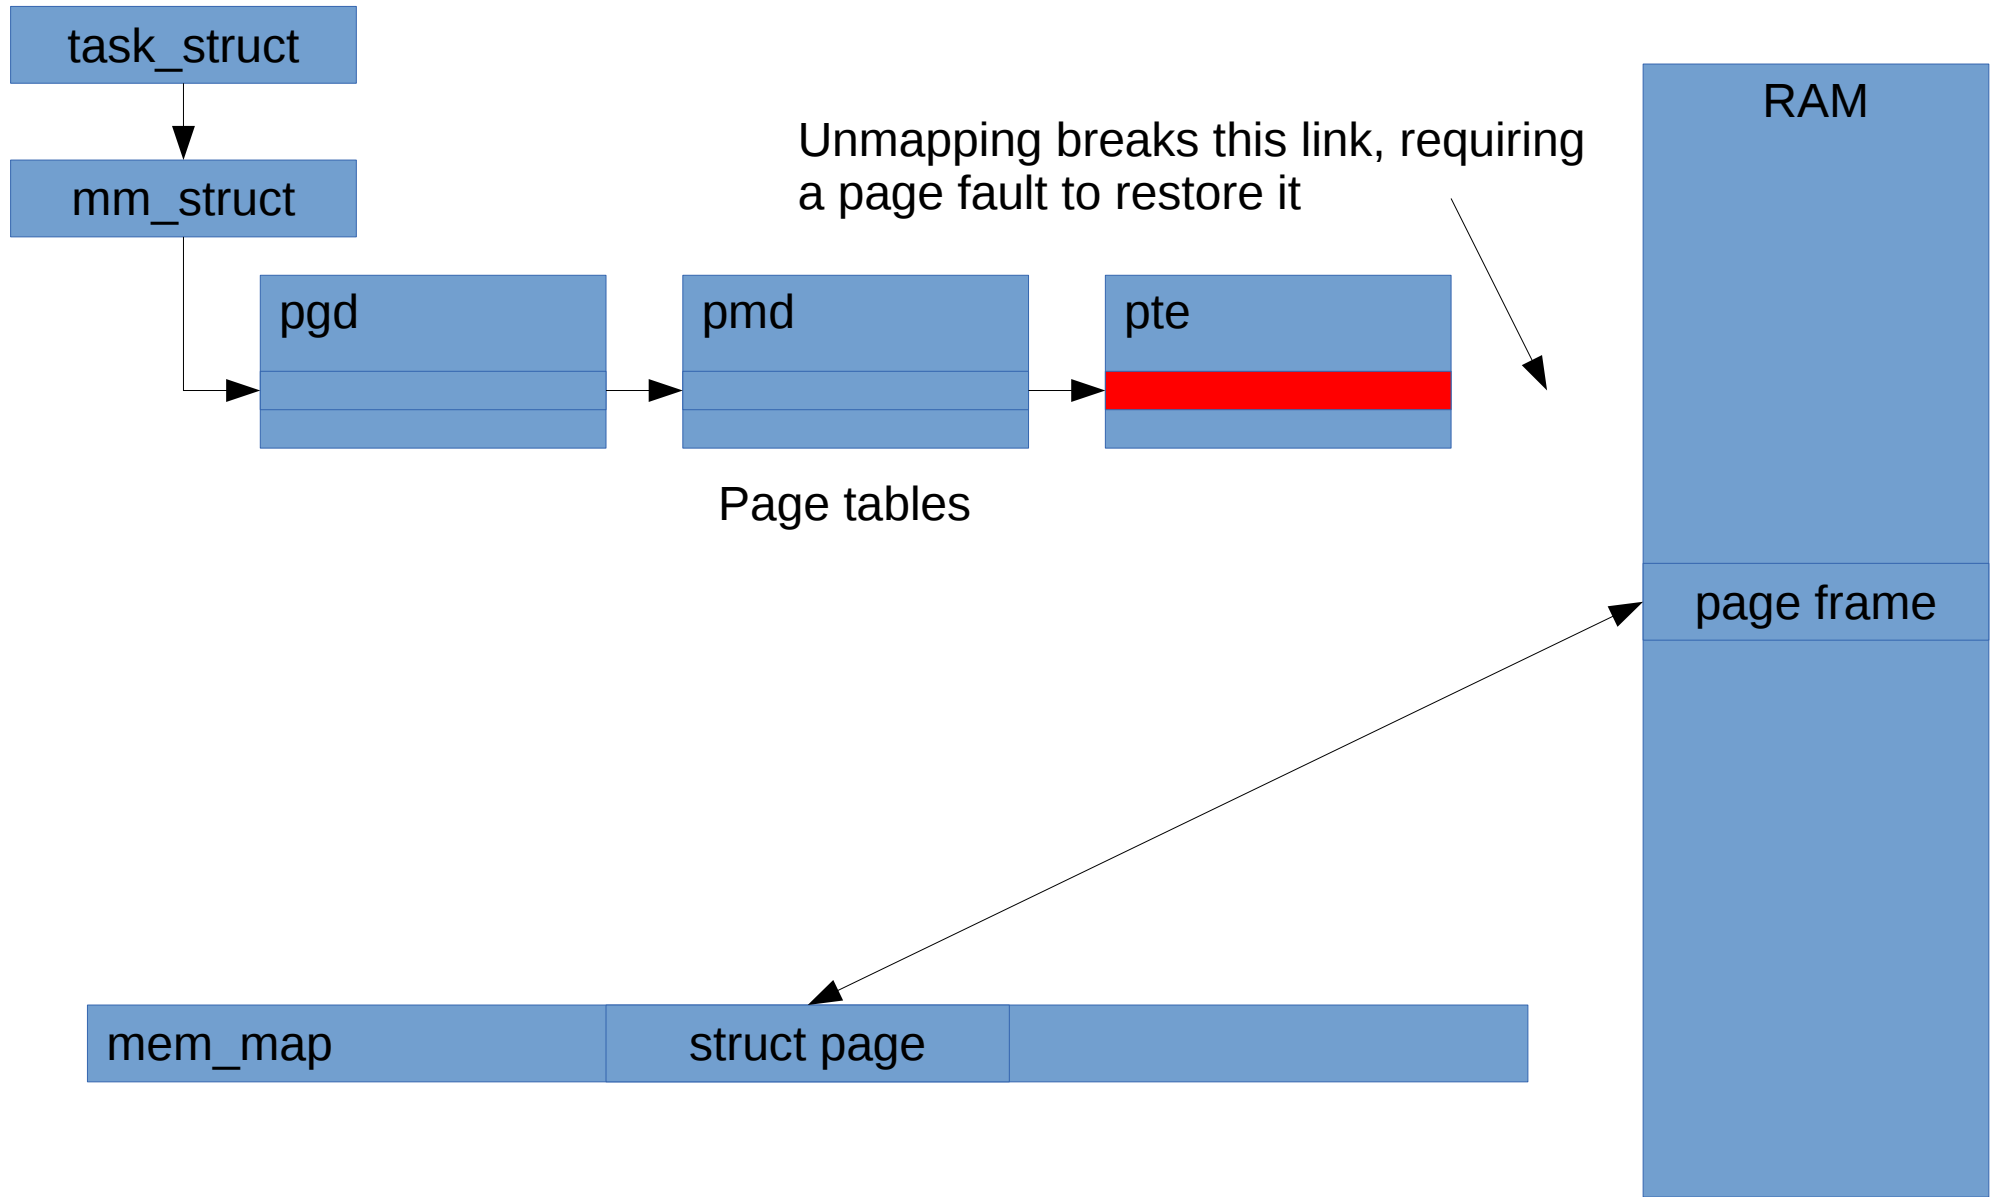 task_struct
RAM
Unmapping breaks this link, requiring
a page fault to restore it
mm_struct
pgd
pmd
pte
Page tables
page frame
mem_map
struct page